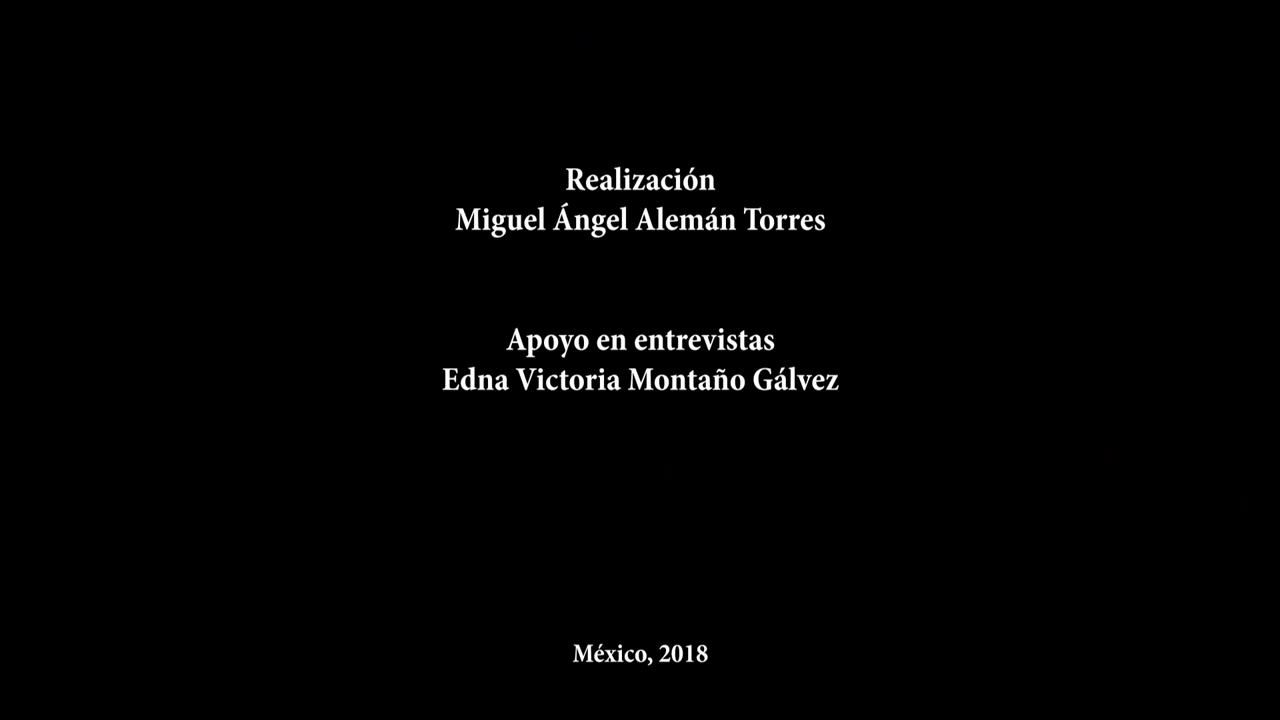 Realización
Miguel Ángel Alemán Torres
Apoyo en entrevistas
Edna Victoria Montaño Gálvez
México, 2018